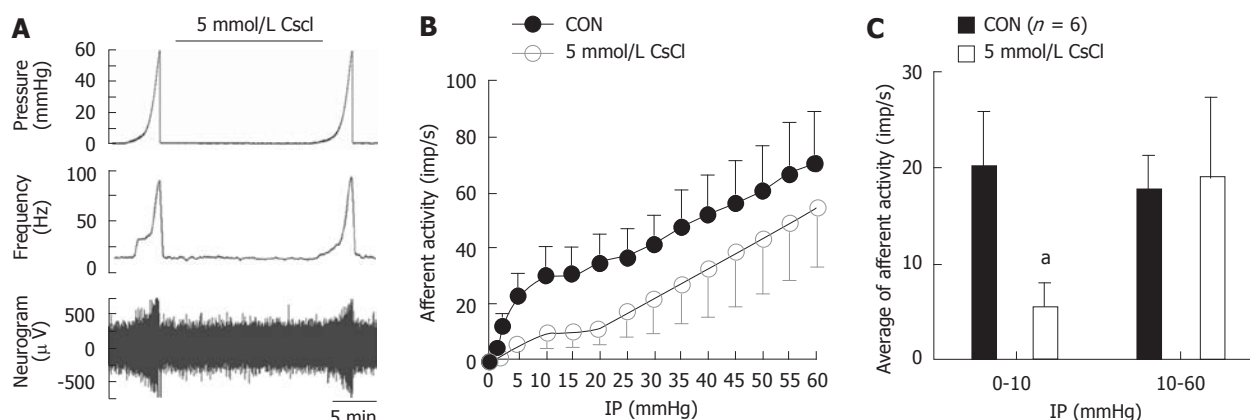 A
5 mmol/L Cscl
Pressure
(mmHg)
60
40
20
0
Frequency
(Hz)
100
50
0
Neurogram
(μ V)
500
0
-500
5 min
B
CON
5 mmol/L CsCl
Afferent activity (imp/s)
100
80
60
40
20
0
0 5 10 15 20 25 30 35 40 45 50 55 60
IP (mmHg)
C
CON (n = 6)
5 mmol/L CsCl
Average of afferent activity (imp/s)
30
20
10
0
a
0-10 10-60
IP (mmHg)